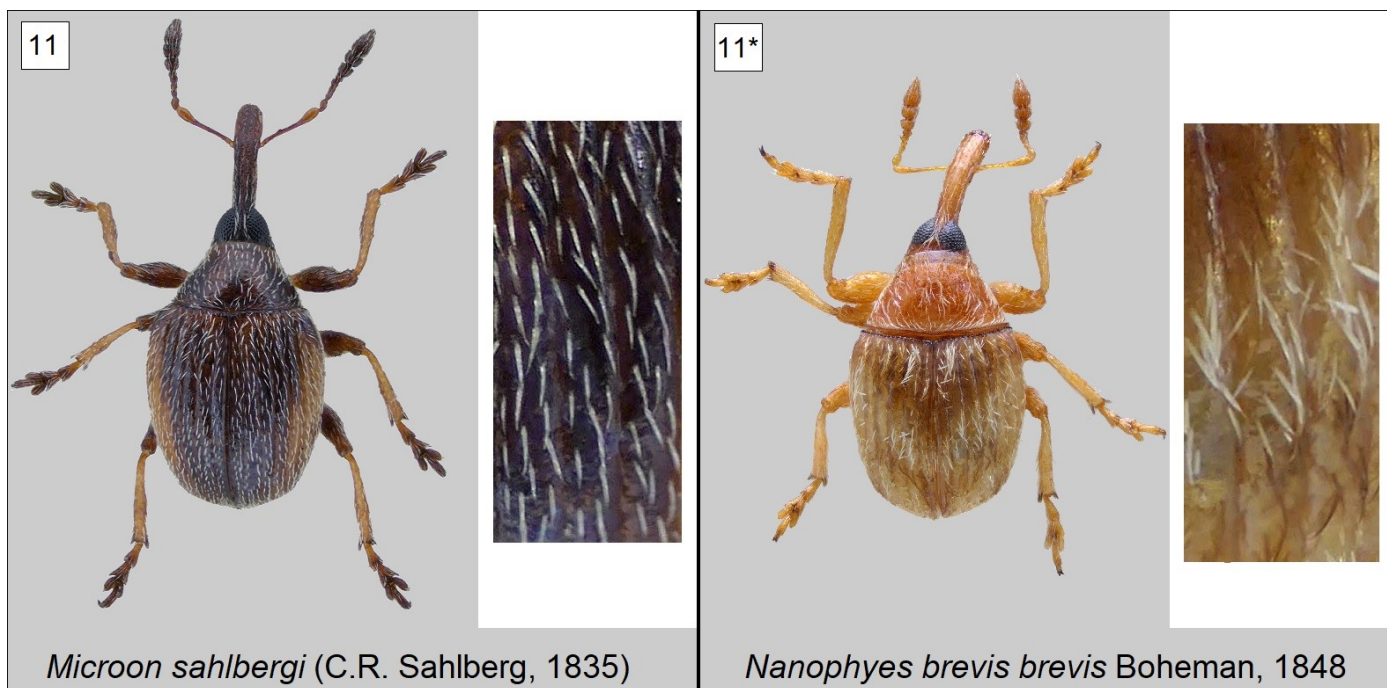 11
11*
Microon sahlbergi (C.R. Sahlberg, 1835)
Nanophyes brevis brevis Boheman, 1848